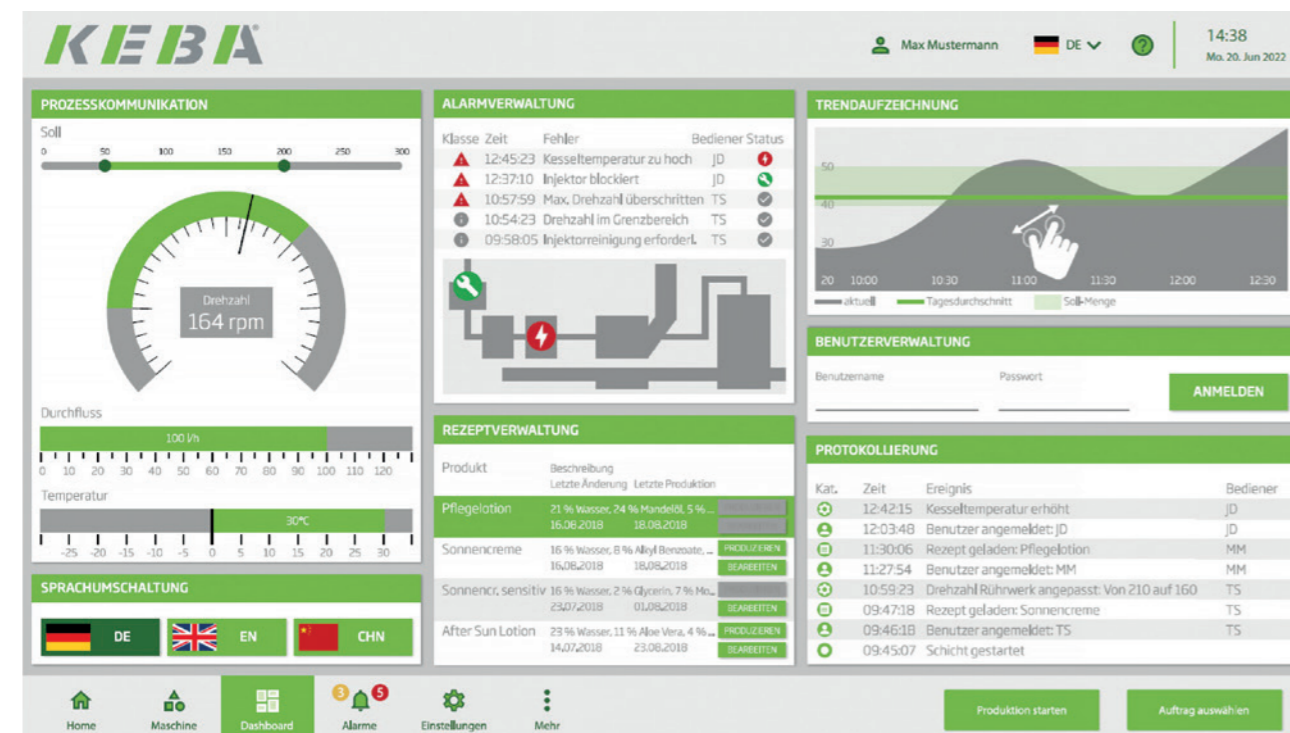 KEBA
Max Mustermann
DE
14:38
Mo. 20. Jun 2022
PROZESSKOMMUNIKATION
Soll
0 50 100 150 200 250 300
Drehzahl
164 rpm
Durchfluss
100 l/h
0 10 20 30 40 50 60 70 80 90 100 110 120
Temperatur
30°C
-25 -20 -15 -10 -5 0 5 10 15 20 25 30
SPRACHUMSCHALTUNG
DE EN CHN
ALARMVERWALTUNG
Klasse Zeit Fehler Bediener Status
12:45:23 Kesseltemperatur zu hoch JD
12:37:10 Injektor blockiert JD
10:57:59 Max. Drehzahl überschritten TS
10:54:23 Drehzahl im Grenzbereich TS
09:58:05 Injektorreinigung erforderl. TS
REZEPTVERWALTUNG
Produkt Beschreibung
Letzte Änderung Letzte Produktion
Pflegelotion 21 % Wasser, 24 % Mandelöl, 5 % ...
16.08.2018 18.08.2018
Sonnencreme 16 % Wasser, 8 % Alkyl Benzoate, ... PRODUZIEREN
16.08.2018 18.08.2018 BEARBEITEN
Sonnencr. sensitiv 16 % Wasser, 2 % Glycerin, 7 % Mo...
23.07.2018 01.08.2018 BEARBEITEN
After Sun Lotion 23 % Wasser, 11 % Aloe Vera, 4 % ... PRODUZIEREN
14.07.2018 23.08.2018 BEARBEITEN
TRENDAUFZEICHNUNG
50
40
30
20 10:00 10:30 11:00 11:30 12:00 12:30
aktuell Tagesdurchschnitt Soll-Menge
BENUTZERVERWALTUNG
Benutzername Passwort
ANMELDEN
PROTOKOLLIERUNG
Kat. Zeit Ereignis Bediener
12:42:15 Kesseltemperatur erhöht JD
12:03:48 Benutzer angemeldet: JD JD
11:30:06 Rezept geladen: Pflegelotion MM
11:27:54 Benutzer angemeldet: MM MM
10:59:23 Drehzahl Rührwerk angepasst: Von 210 auf 160 TS
09:47:18 Rezept geladen: Sonnencreme TS
09:46:18 Benutzer angemeldet: TS TS
09:45:07 Schicht gestartet
3 5
Home Maschine Dashboard Alarme Einstellungen Mehr
Produktion starten Auftrag auswählen